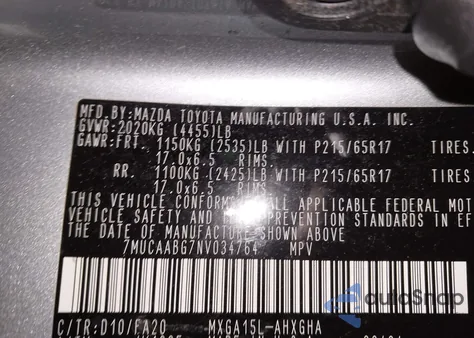 MFD.BY:MAZDA TOYOTA MANUFACTURING U.S.A. INC.
GVWR:2020KG (4455)LB
GAWR:FRT. 1150KG (2535)LB WITH P215/65R17 TIRES.
17.0x6.5 RIMS.
RR. 1100KG (2425)LB WITH P215/65R17 TIRES.
17.0x6.5 RIMS.
THIS VEHICLE CONFORMS TO ALL APPLICABLE FEDERAL MOT
VEHICLE SAFETY AND THEFT PREVENTION STANDARDS IN EF
THE DATE OF MANUFACTURE SHOWN ABOVE
7MUCAABG7NV034764 MPV
C/TR:D10/FA20 MXGA15L-AHXGHA
autoSnap